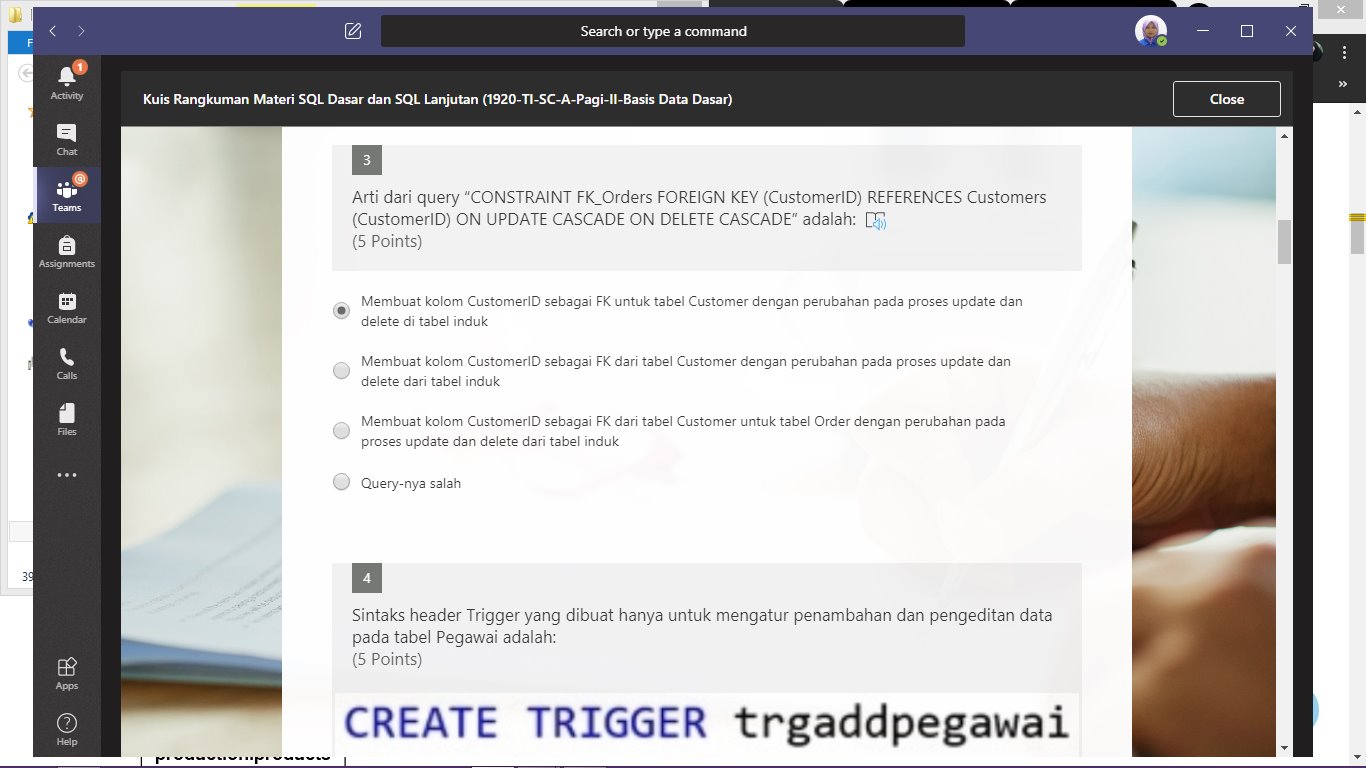 Search or type a command
F
1
Activity
Chat
Teams
Assignments
Calendar
Calls
Files
Apps
Help
39
Kuis Rangkuman Materi SQL Dasar dan SQL Lanjutan (1920-TI-SC-A-Pagi-II-Basis Data Dasar)
Close
3
Arti dari query “CONSTRAINT FK_Orders FOREIGN KEY (CustomerID) REFERENCES Customers
(CustomerID) ON UPDATE CASCADE ON DELETE CASCADE” adalah:
(5 Points)
Membuat kolom CustomerID sebagai FK untuk tabel Customer dengan perubahan pada proses update dan
delete di tabel induk
Membuat kolom CustomerID sebagai FK dari tabel Customer dengan perubahan pada proses update dan
delete dari tabel induk
Membuat kolom CustomerID sebagai FK dari tabel Customer untuk tabel Order dengan perubahan pada
proses update dan delete dari tabel induk
Query-nya salah
4
Sintaks header Trigger yang dibuat hanya untuk mengatur penambahan dan pengeditan data
pada tabel Pegawai adalah:
(5 Points)
CREATE TRIGGER trgaddpegawai